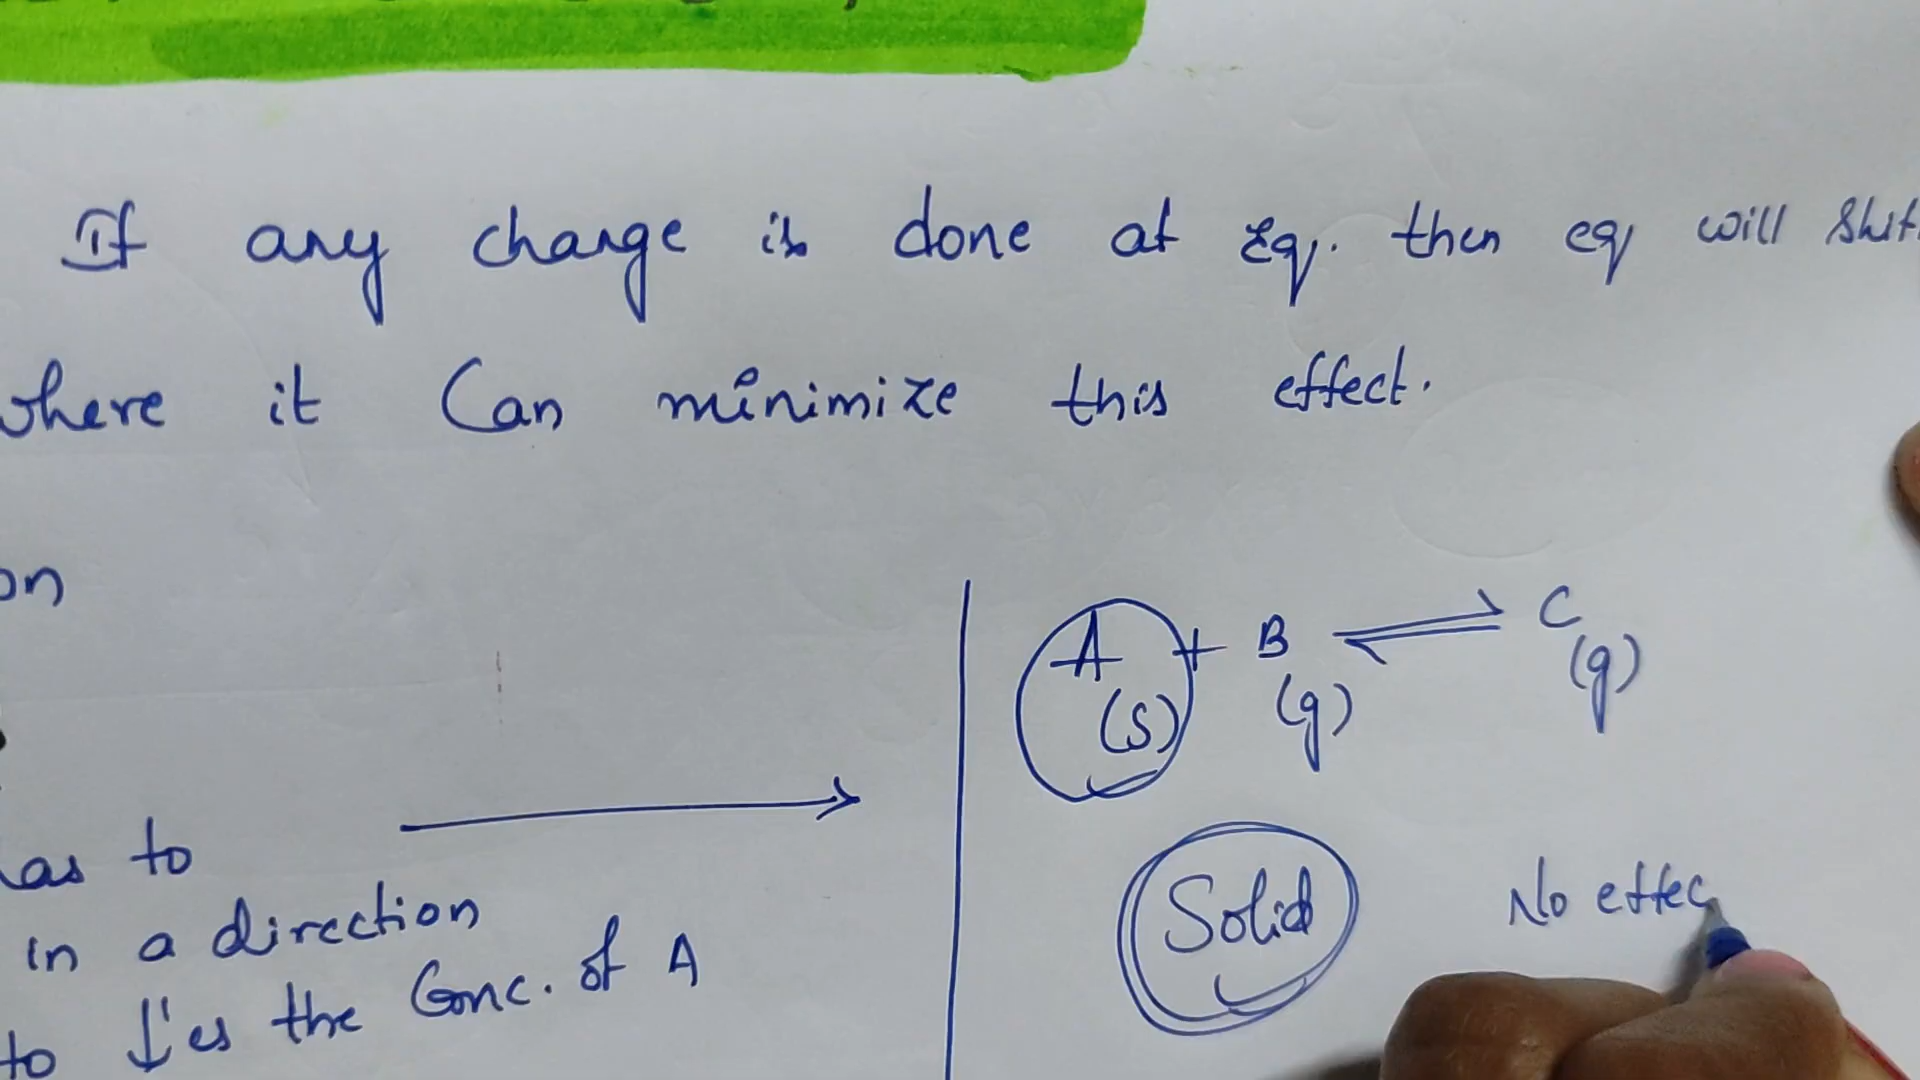 If any change is done at Eq. then eq will Shif
where it Can minimize this effect.
on
as to
in a direction
to ↓'es the Conc. of A
A (s) + B (g) ⇌ C (g)
Solid
No effec